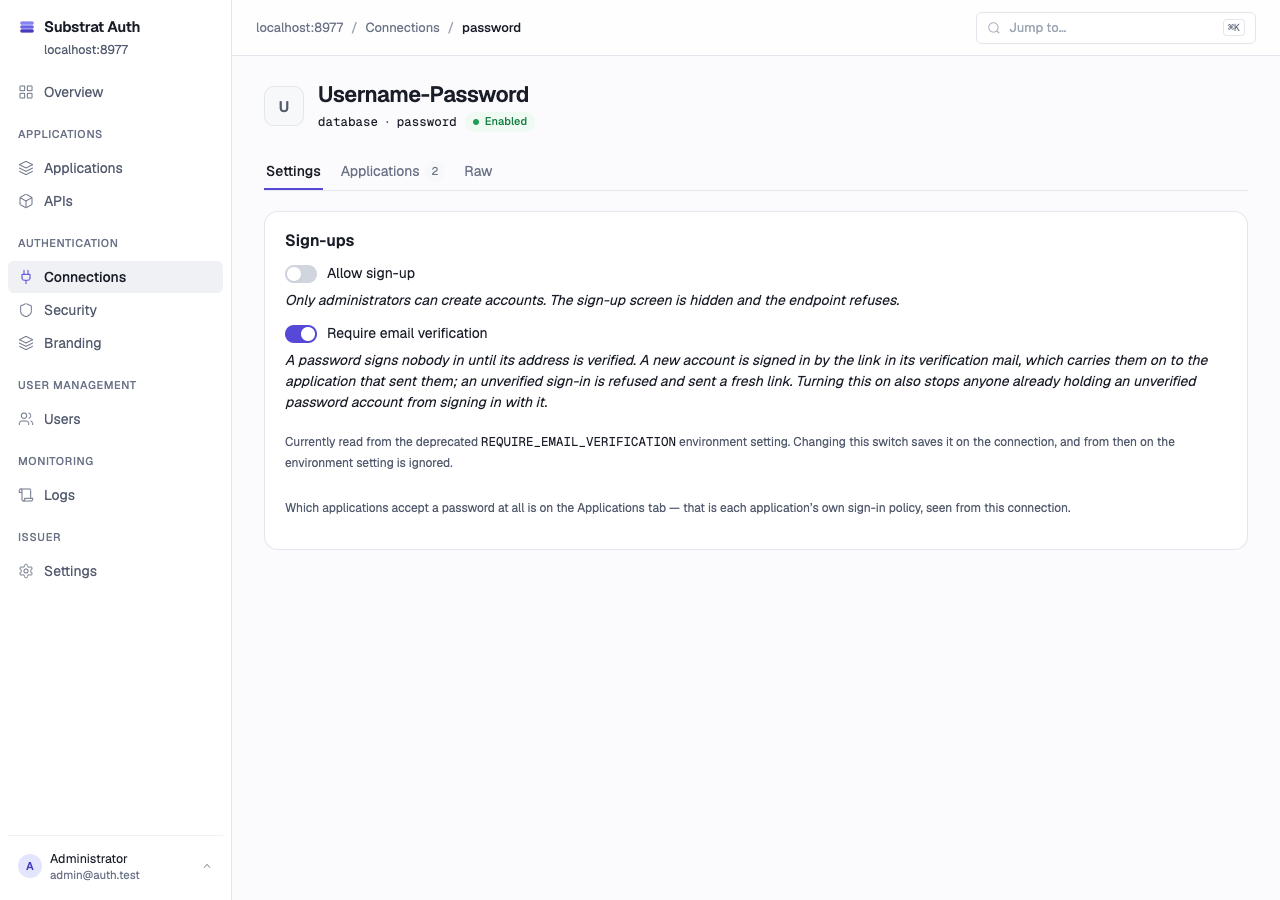 Substrat Auth
localhost:8977
Overview
APPLICATIONS
Applications
APIs
AUTHENTICATION
Connections
Security
Branding
USER MANAGEMENT
Users
MONITORING
Logs
ISSUER
Settings
A
Administrator
admin@auth.test
localhost:8977 / Connections / password
Jump to…
⌘K
U
Username-Password
database · password Enabled
Settings Applications 2 Raw
Sign-ups
Allow sign-up
Only administrators can create accounts. The sign-up screen is hidden and the endpoint refuses.
Require email verification
A password signs nobody in until its address is verified. A new account is signed in by the link in its verification mail, which carries them on to the
application that sent them; an unverified sign-in is refused and sent a fresh link. Turning this on also stops anyone already holding an unverified
password account from signing in with it.
Currently read from the deprecated REQUIRE_EMAIL_VERIFICATION environment setting. Changing this switch saves it on the connection, and from then on the
environment setting is ignored.
Which applications accept a password at all is on the Applications tab — that is each application's own sign-in policy, seen from this connection.